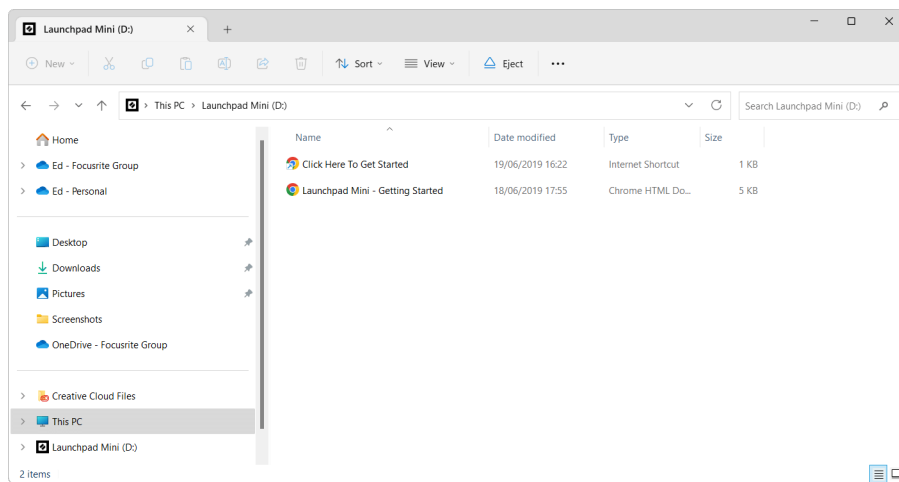 Launchpad Mini (D:)
New
Sort
View
Eject
This PC > Launchpad Mini (D:)
Search Launchpad Mini (D:)
Home
Ed - Focusrite Group
Ed - Personal
Desktop
Downloads
Pictures
Screenshots
OneDrive - Focusrite Group
Creative Cloud Files
This PC
Launchpad Mini (D:)
Name Date modified Type Size
Click Here To Get Started 19/06/2019 16:22 Internet Shortcut 1 KB
Launchpad Mini - Getting Started 18/06/2019 17:55 Chrome HTML Do... 5 KB
2 items